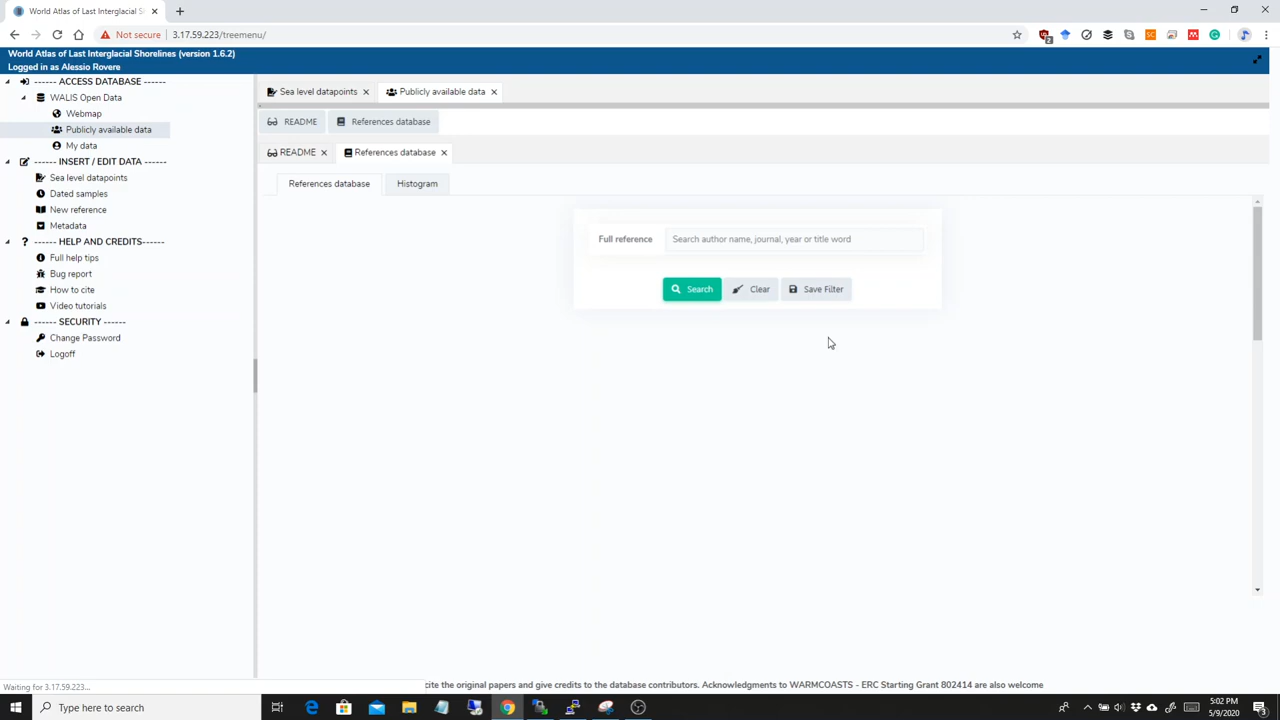 World Atlas of Last Interglacial Sh
Not secure 3.17.59.223/treemenu/
World Atlas of Last Interglacial Shorelines (version 1.6.2)
Logged in as Alessio Rovere
------ ACCESS DATABASE ------
WALIS Open Data
Webmap
Publicly available data
My data
------ INSERT / EDIT DATA ------
Sea level datapoints
Dated samples
New reference
Metadata
------ HELP AND CREDITS------
Full help tips
Bug report
How to cite
Video tutorials
------ SECURITY ------
Change Password
Logoff
Sea level datapoints
Publicly available data
README
References database
README
References database
References database
Histogram
Full reference
Search author name, journal, year or title word
Search
Clear
Save Filter
Waiting for 3.17.59.223...
cite the original papers and give credits to the database contributors. Acknowledgments to WARMCOASTS - ERC Starting Grant 802414 are also welcome
Type here to search
5:02 PM
5/9/2020